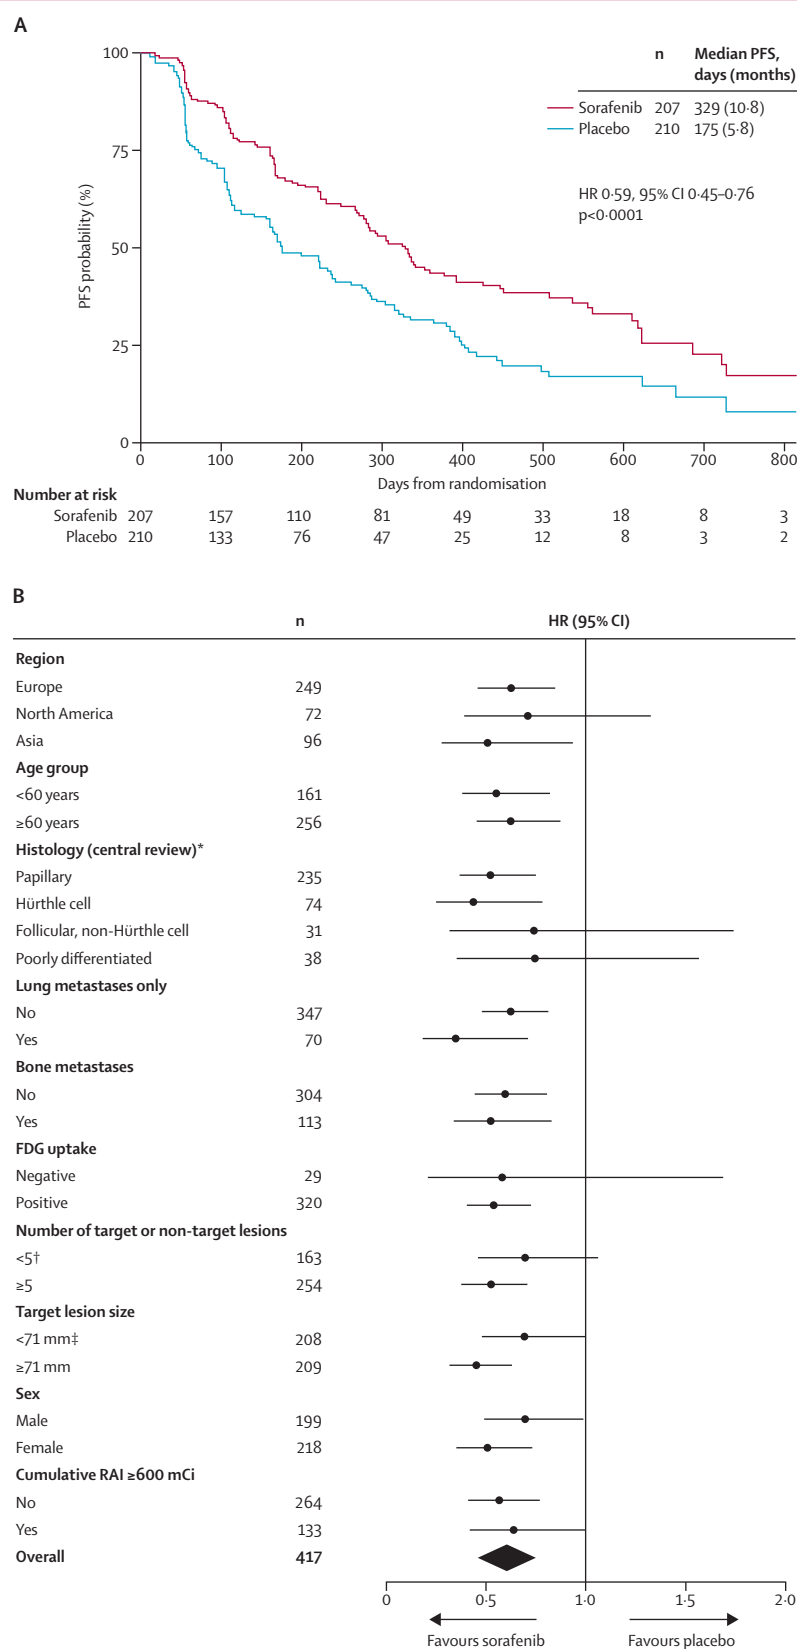 A
n Median PFS,
days (months)
Sorafenib 207 329 (10·8)
Placebo 210 175 (5·8)
HR 0·59, 95% CI 0·45–0·76
p<0·0001
PFS probability (%)
100
75
50
25
0
0 100 200 300 400 500 600 700 800
Days from randomisation
Number at risk
Sorafenib 207 157 110 81 49 33 18 8 3
Placebo 210 133 76 47 25 12 8 3 2
B
n HR (95% CI)
Region
Europe 249
North America 72
Asia 96
Age group
<60 years 161
≥60 years 256
Histology (central review)*
Papillary 235
Hürthle cell 74
Follicular, non-Hürthle cell 31
Poorly differentiated 38
Lung metastases only
No 347
Yes 70
Bone metastases
No 304
Yes 113
FDG uptake
Negative 29
Positive 320
Number of target or non-target lesions
<5† 163
≥5 254
Target lesion size
<71 mm‡ 208
≥71 mm 209
Sex
Male 199
Female 218
Cumulative RAI ≥600 mCi
No 264
Yes 133
Overall 417
0 0·5 1·0 1·5 2·0
Favours sorafenib Favours placebo